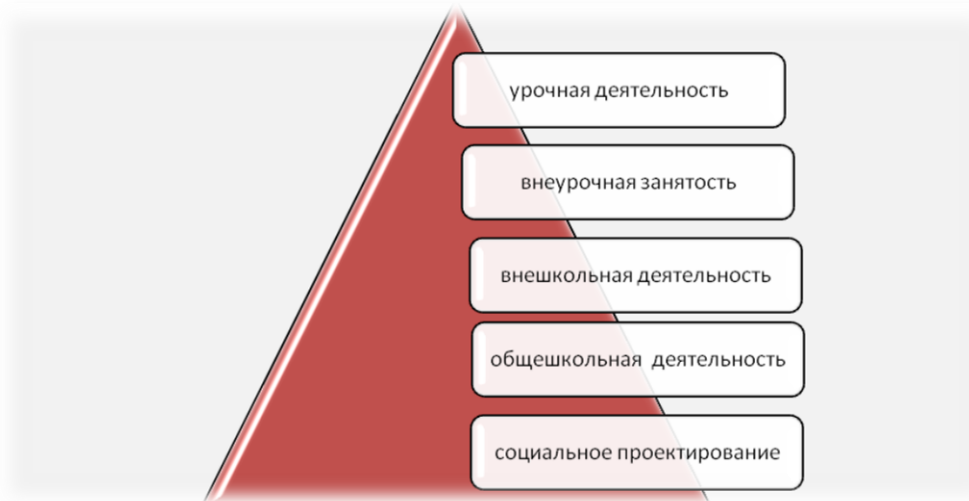 урочная деятельность
внеурочная занятость
внешкольная деятельность
общешкольная деятельность
социальное проектирование